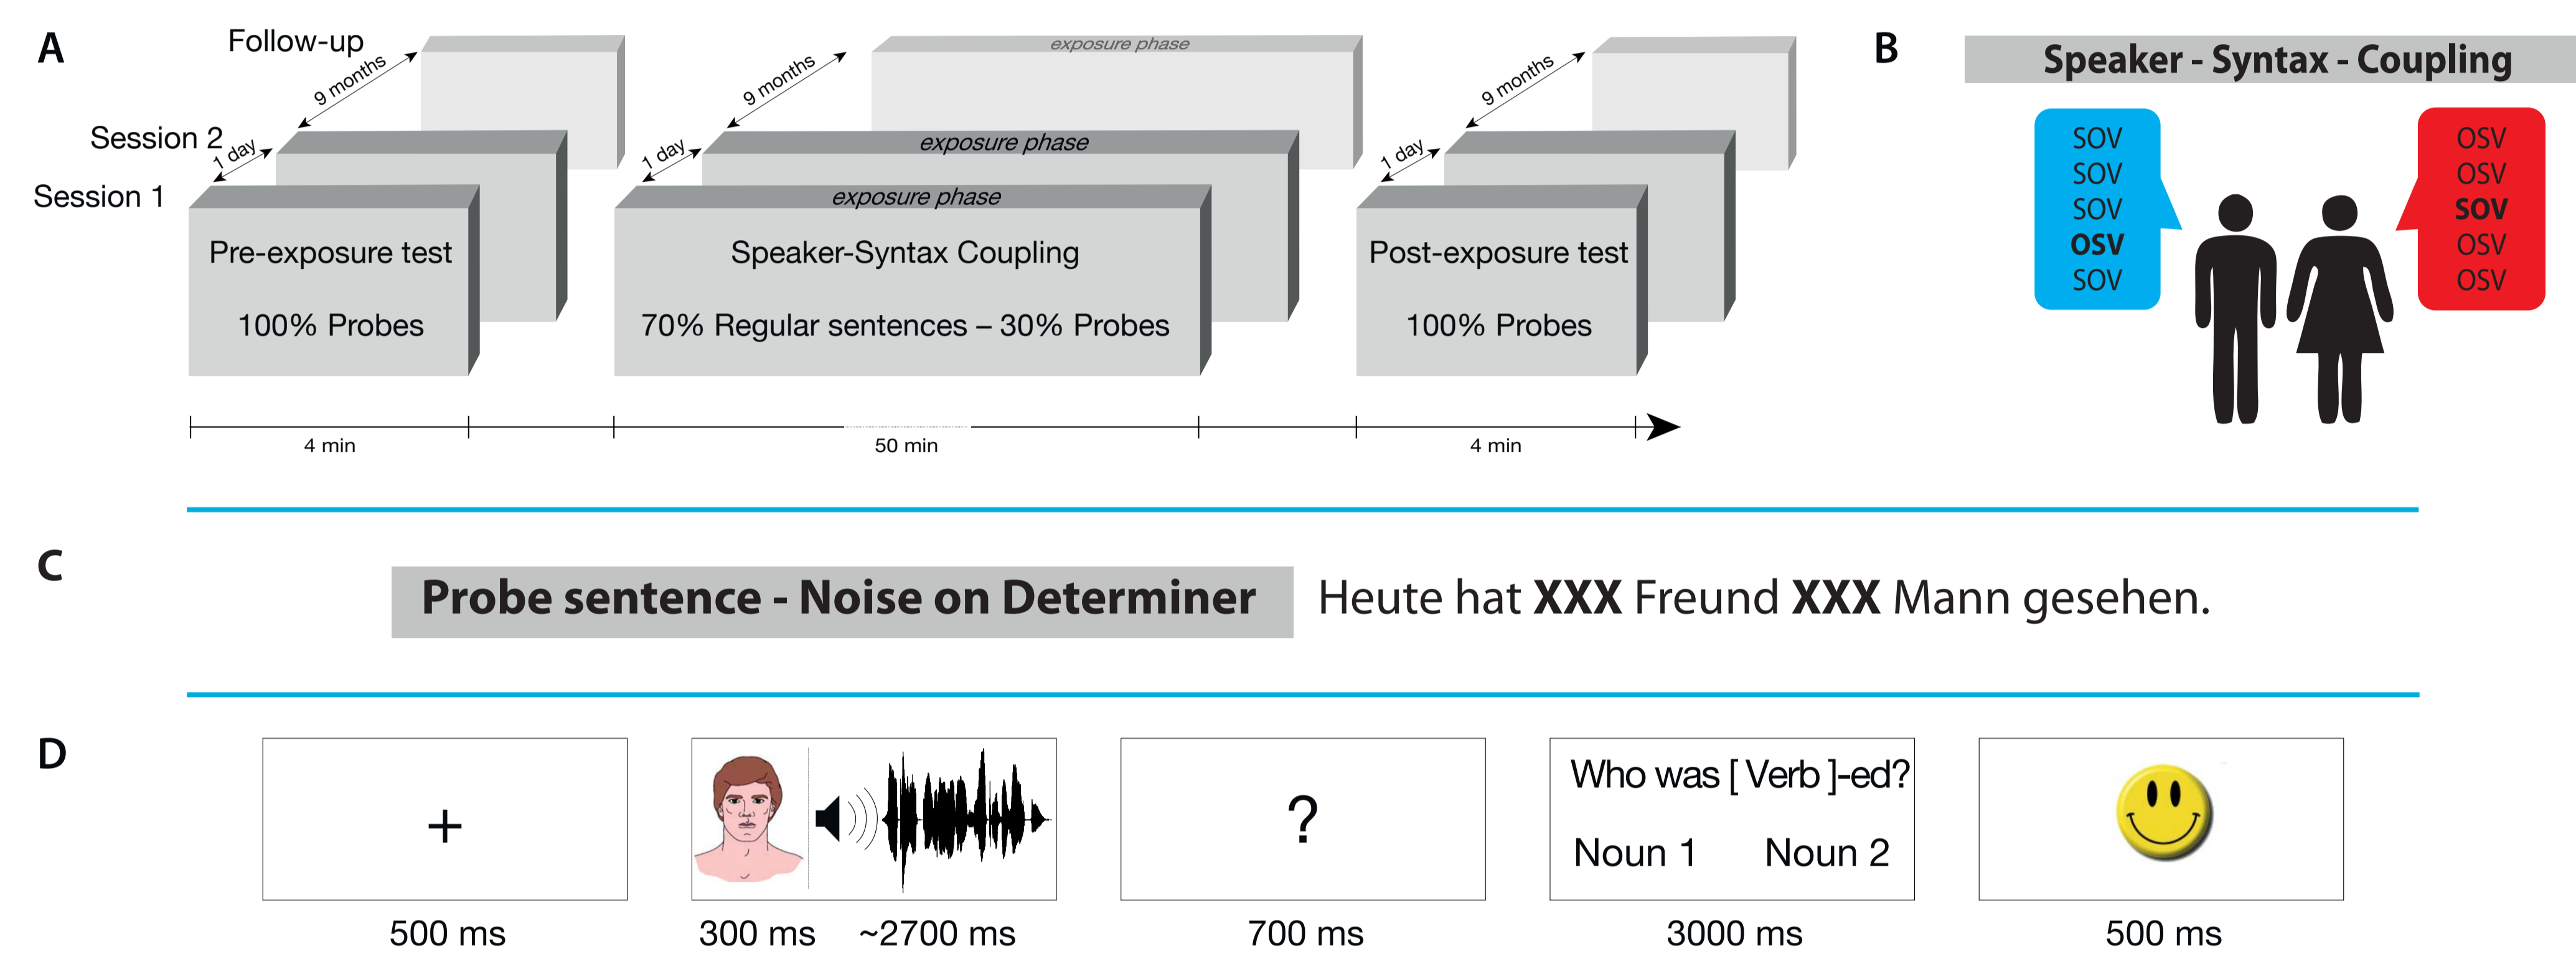 A
Follow-up
9 months
Session 2
1 day
Session 1
exposure phase
9 months
exposure phase
1 day
exposure phase
9 months
1 day
Pre-exposure test
100% Probes
Speaker-Syntax Coupling
70% Regular sentences – 30% Probes
Post-exposure test
100% Probes
4 min
50 min
4 min
B
Speaker - Syntax - Coupling
SOV
SOV
SOV
OSV
SOV
OSV
OSV
SOV
OSV
OSV
C
Probe sentence - Noise on Determiner
Heute hat XXX Freund XXX Mann gesehen.
D
+
500 ms
300 ms
~2700 ms
?
700 ms
Who was [ Verb ]-ed?
Noun 1 Noun 2
3000 ms
500 ms